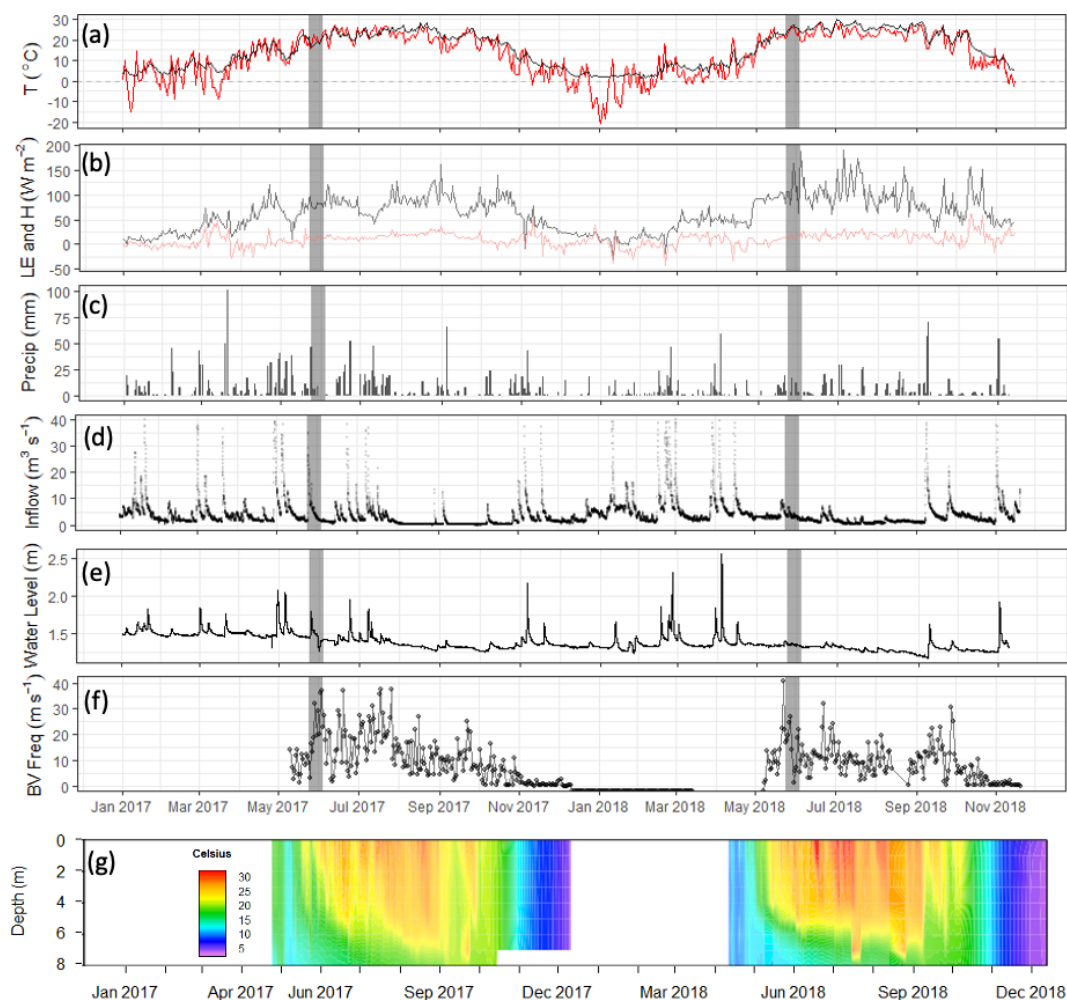 (a)
T (°C)
30
20
10
0
-10
-20
(b)
LE and H (W m⁻²)
200
150
100
50
0
-50
(c)
Precip (mm)
100
75
50
25
0
(d)
Inflow (m³ s⁻¹)
40
30
20
10
0
(e)
Water Level (m)
2.5
2.0
1.5
(f)
BV Freq (m s⁻¹)
40
30
20
10
0
Jan 2017 Mar 2017 May 2017 Jul 2017 Sep 2017 Nov 2017 Jan 2018 Mar 2018 May 2018 Jul 2018 Sep 2018 Nov 2018
(g)
Depth (m)
0
2
4
6
8
Celsius
30
25
20
15
10
5
Jan 2017 Apr 2017 Jun 2017 Sep 2017 Dec 2017 Mar 2018 Jun 2018 Sep 2018 Dec 2018